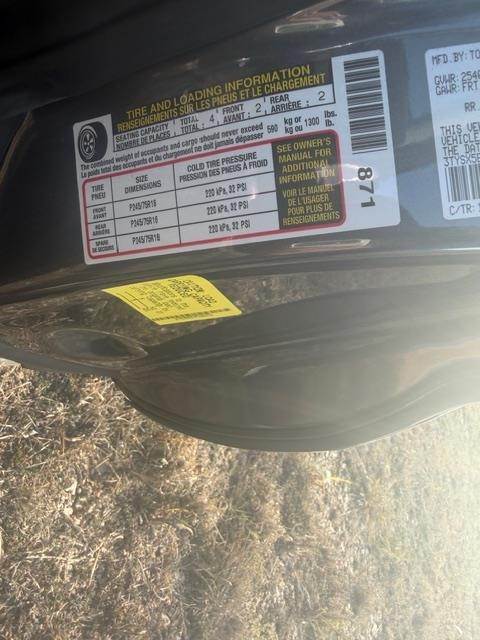 TIRE AND LOADING INFORMATION
RENSEIGNEMENTS SUR LES PNEUS ET LE CHARGEMENT
SEATING CAPACITY TOTAL 4 FRONT 2 REAR 2
NOMBRE DE PLACES : TOTAL : AVANT : ARRIÈRE :
The combined weight of occupants and cargo should never exceed 590 kg or 1300 lbs.
Le poids total des occupants et du chargement ne doit jamais dépasser kg ou lb.
TIRE SIZE COLD TIRE PRESSURE
PNEU DIMENSIONS PRESSION DES PNEUS À FROID
FRONT
AVANT P245/75R16 220 kPa, 32 PSI
REAR
ARRIÈRE P245/75R16 220 kPa, 32 PSI
SPARE
DE SECOURS P245/75R16 220 kPa, 32 PSI
SEE OWNER'S
MANUAL FOR
ADDITIONAL
INFORMATION
VOIR LE MANUEL
DE L'USAGER
POUR PLUS DE
RENSEIGNEMENTS
871
MFD. BY: TO
GVWR: 254
GAWR: FRT
RR.
THIS VE
VEHICLE
THE DAT
C/TR: